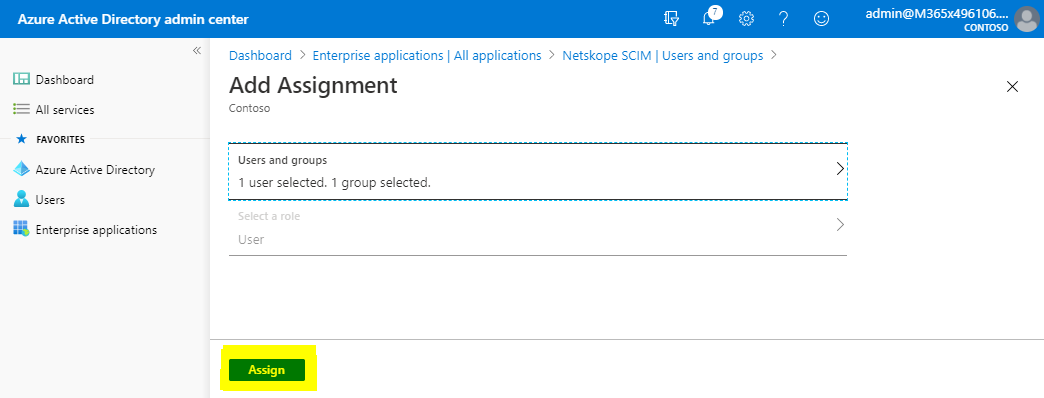 Azure Active Directory admin center
7
admin@M365x496106....
CONTOSO
«
Dashboard
All services
FAVORITES
Azure Active Directory
Users
Enterprise applications
Dashboard > Enterprise applications | All applications > Netskope SCIM | Users and groups >
Add Assignment
Contoso
Users and groups
1 user selected. 1 group selected.
Select a role
User
Assign